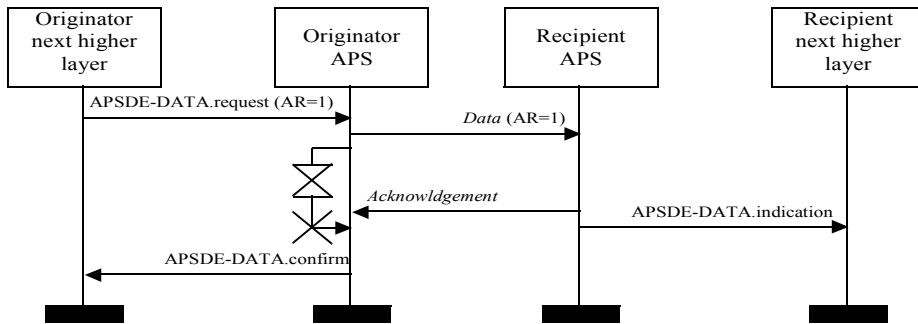 Originator
next higher
layer
Originator
APS
Recipient
APS
Recipient
next higher
layer
APSDE-DATA.request (AR=1)
Data (AR=1)
Acknowldgement
APSDE-DATA.indication
APSDE-DATA.confirm